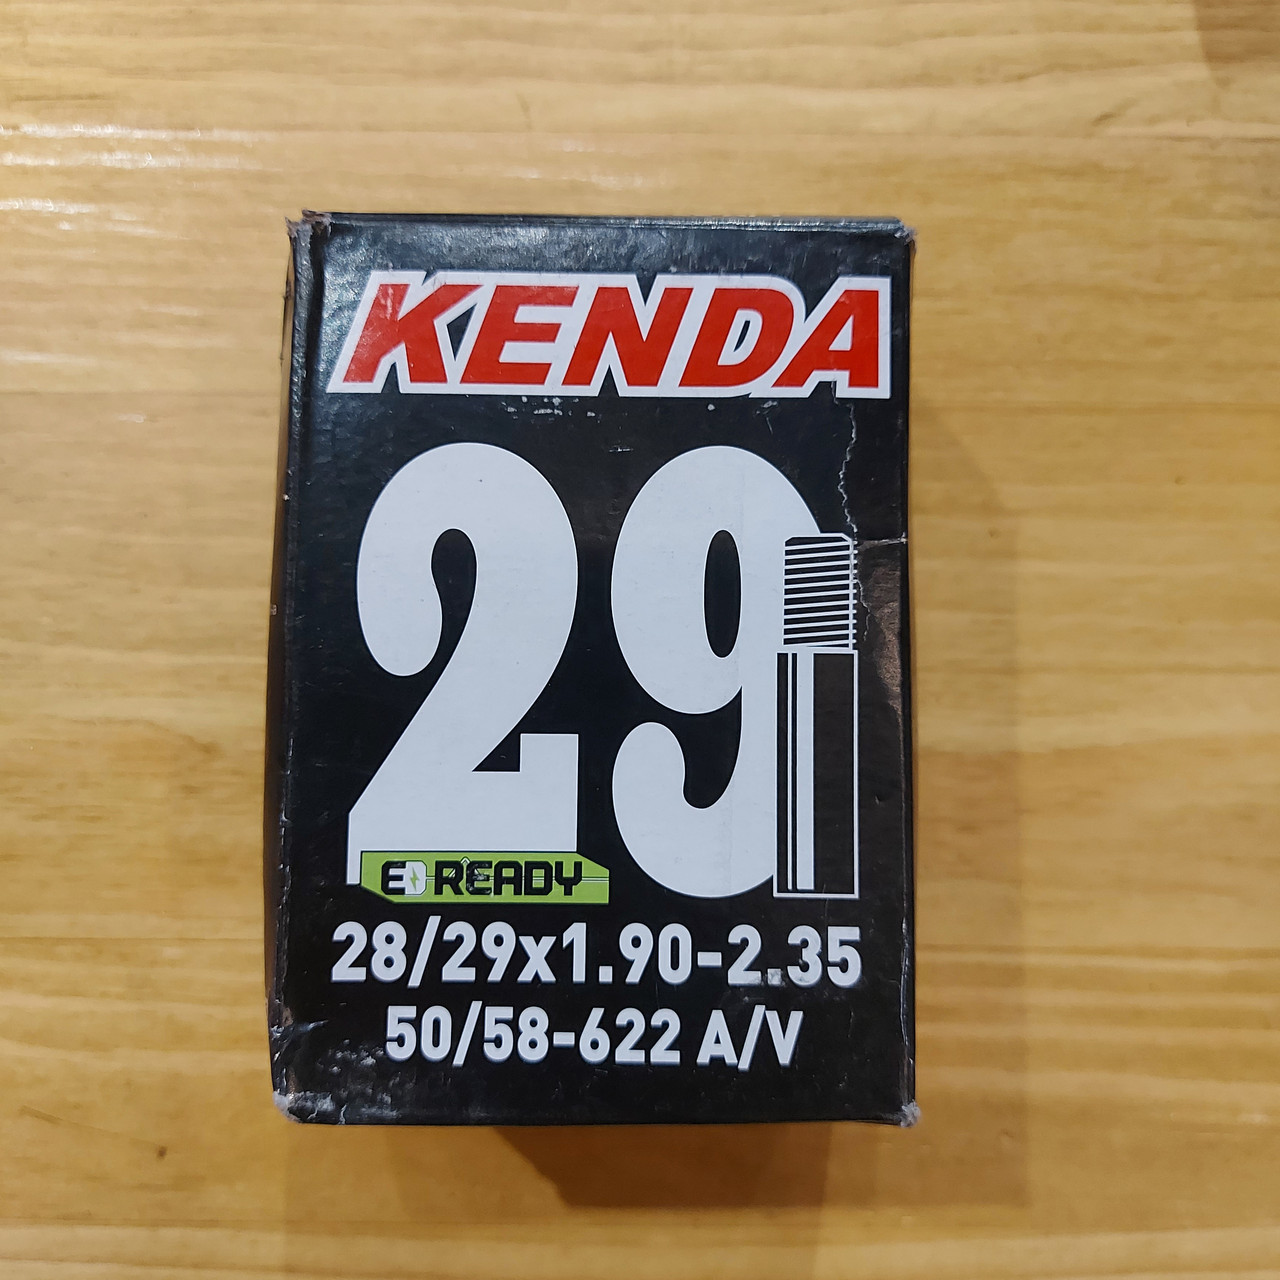 KENDA
29
E READY
28/29x1.90-2.35
50/58-622 A/V